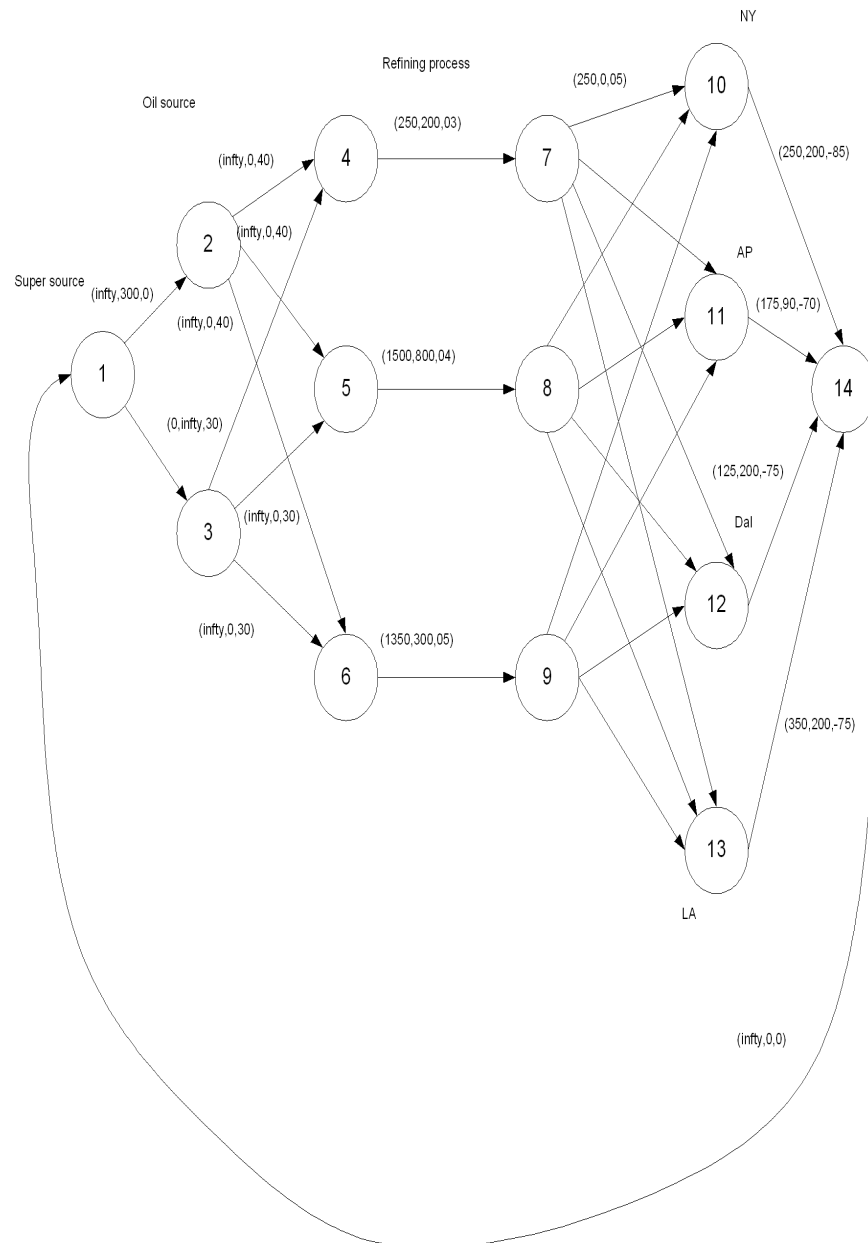 NY
Refining process
(250,0,05)
10
Oil source
(250,200,03)
(infty,0,40)
4
7
(250,200,-85)
2
(infty,0,40)
AP
Super source
(infty,300,0)
(175,90,-70)
11
(infty,0,40)
(1500,800,04)
1
5
8
14
(0,infty,30)
(125,200,-75)
(infty,0,30)
Dal
3
12
(infty,0,30)
(1350,300,05)
6
9
(350,200,-75)
13
LA
(infty,0,0)